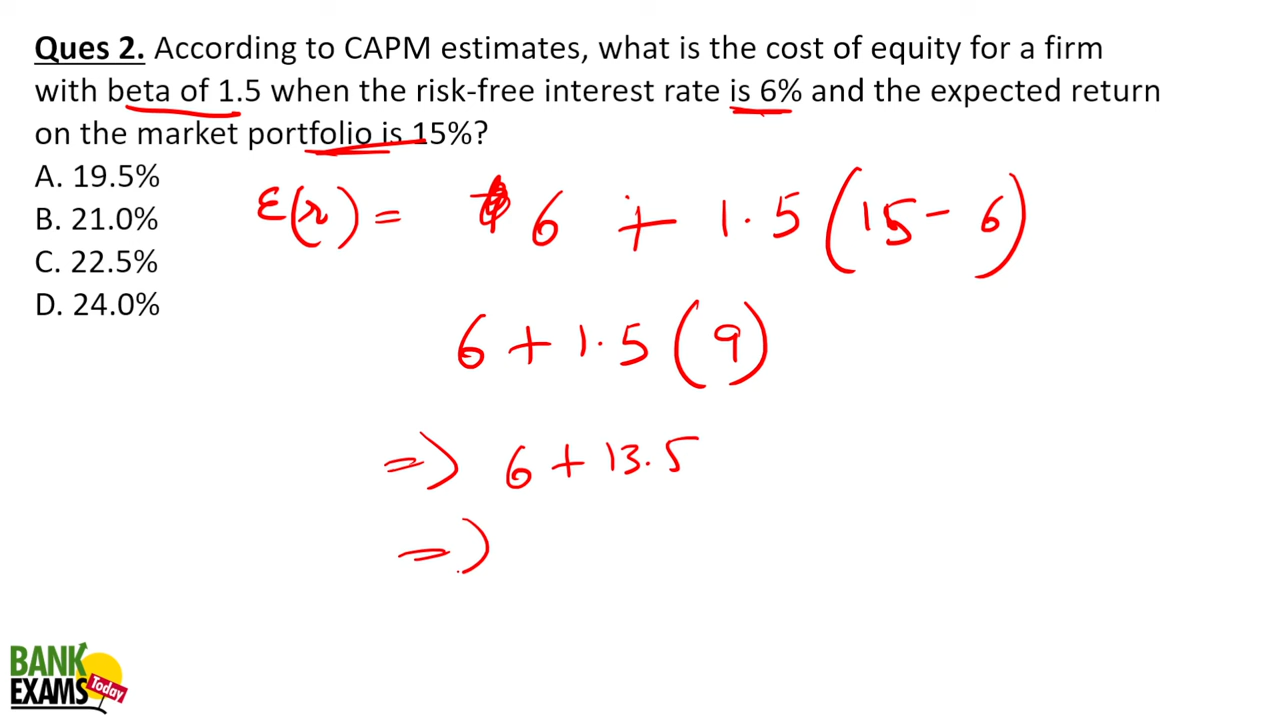 Ques 2. According to CAPM estimates, what is the cost of equity for a firm
with beta of 1.5 when the risk-free interest rate is 6% and the expected return
on the market portfolio is 15%?
A. 19.5%
B. 21.0%
C. 22.5%
D. 24.0%
E(r) = 6 + 1.5 (15 - 6)
6 + 1.5 (9)
=> 6 + 13.5
=>
BANK
EXAMS Today